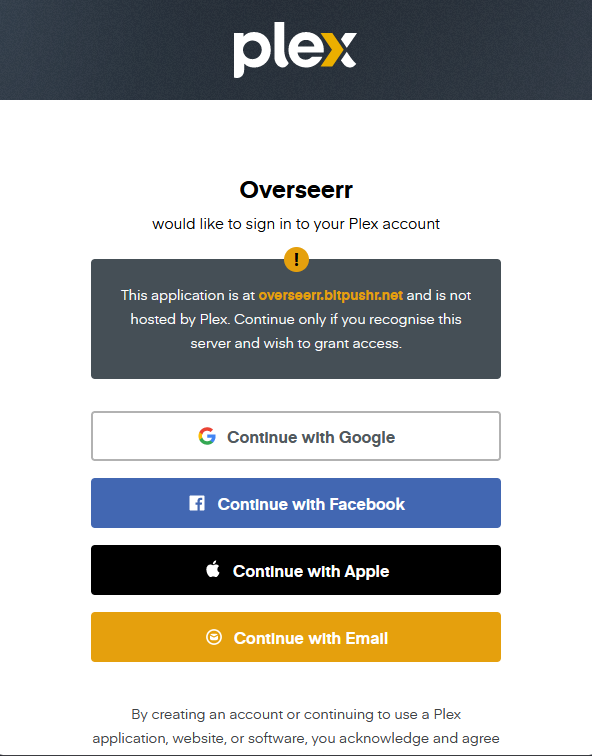 plex
Overseerr
would like to sign in to your Plex account
!
This application is at overseerr.bitpushr.net and is not
hosted by Plex. Continue only if you recognise this
server and wish to grant access.
Continue with Google
Continue with Facebook
Continue with Apple
Continue with Email
By creating an account or continuing to use a Plex
application, website, or software, you acknowledge and agree